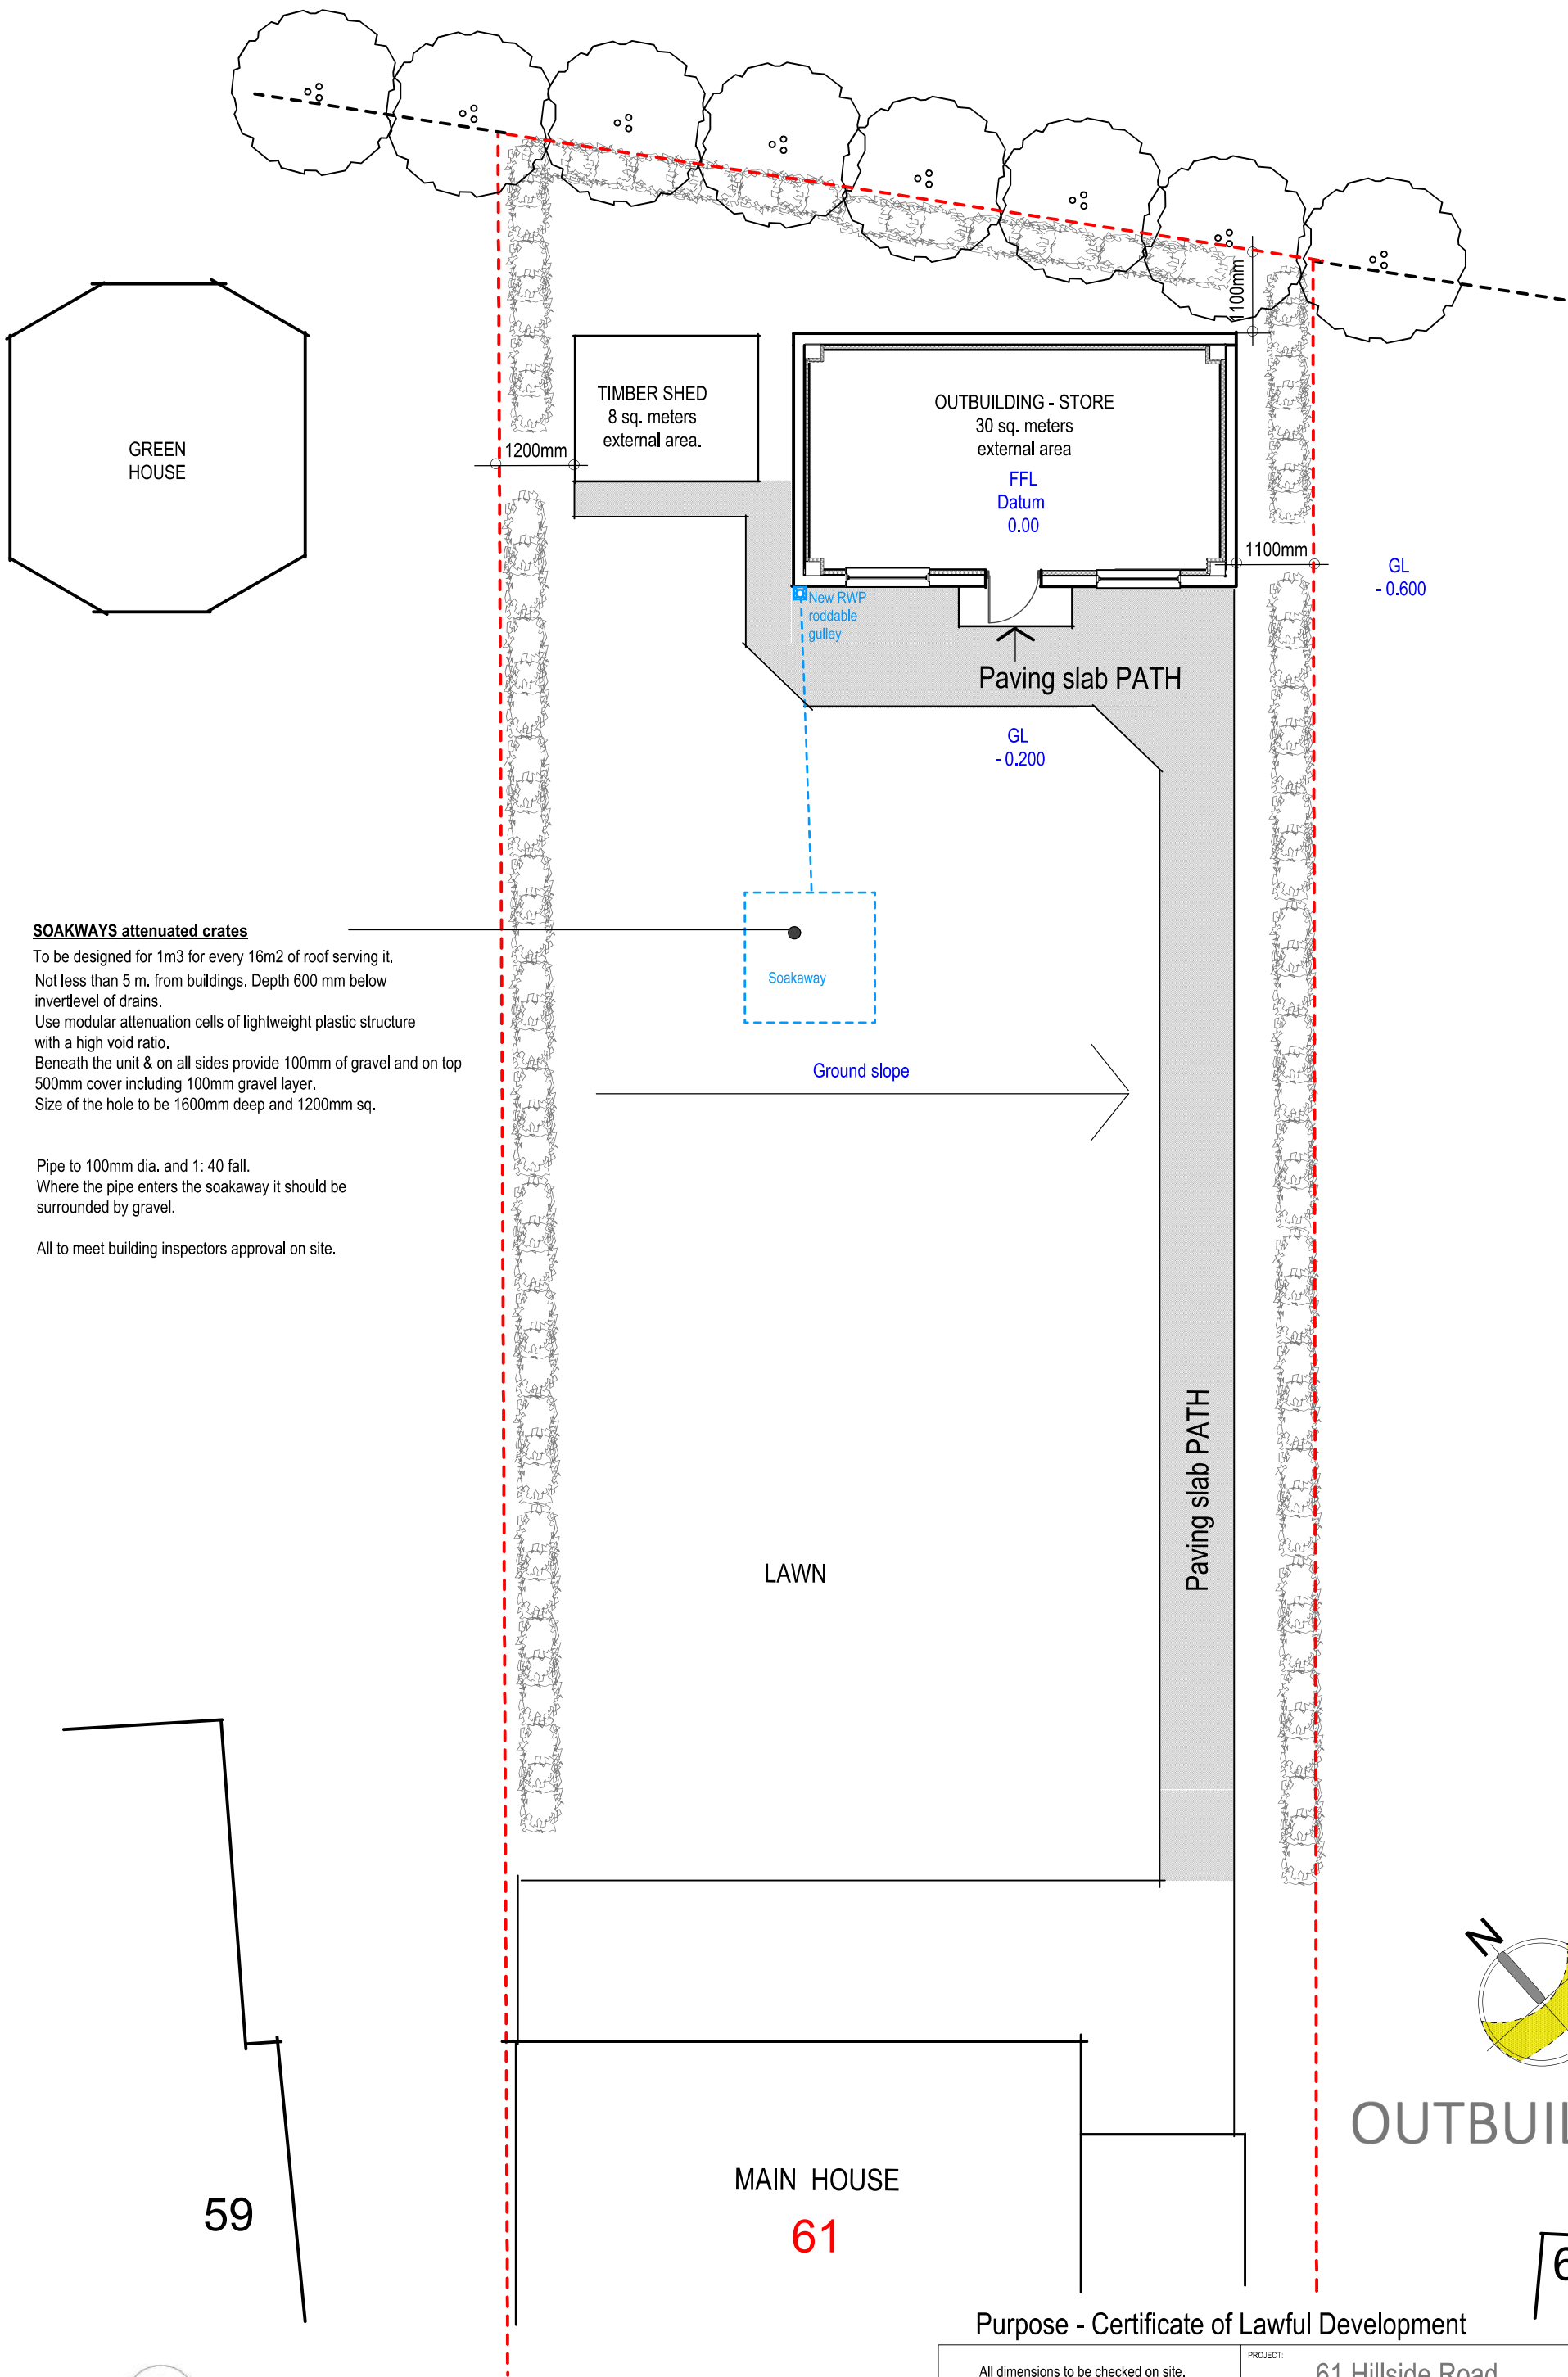 1100mm
TIMBER SHED
8 sq. meters
external area.
OUTBUILDING - STORE
30 sq. meters
external area
FFL
Datum
0.00
GREEN
HOUSE
1200mm
1100mm
GL
- 0.600
New RWP
roddable
gulley
Paving slab PATH
GL
- 0.200
SOAKWAYS attenuated crates
To be designed for 1m3 for every 16m2 of roof serving it.
Not less than 5 m. from buildings. Depth 600 mm below
invertlevel of drains.
Use modular attenuation cells of lightweight plastic structure
with a high void ratio.
Beneath the unit & on all sides provide 100mm of gravel and on top
500mm cover including 100mm gravel layer.
Size of the hole to be 1600mm deep and 1200mm sq.
Pipe to 100mm dia. and 1: 40 fall.
Where the pipe enters the soakaway it should be
surrounded by gravel.
All to meet building inspectors approval on site.
Soakaway
Ground slope
Paving slab PATH
LAWN
N
OUTBUIL
MAIN HOUSE
61
59
6
Purpose - Certificate of Lawful Development
All dimensions to be checked on site.
PROJECT:
61 Hillside Road